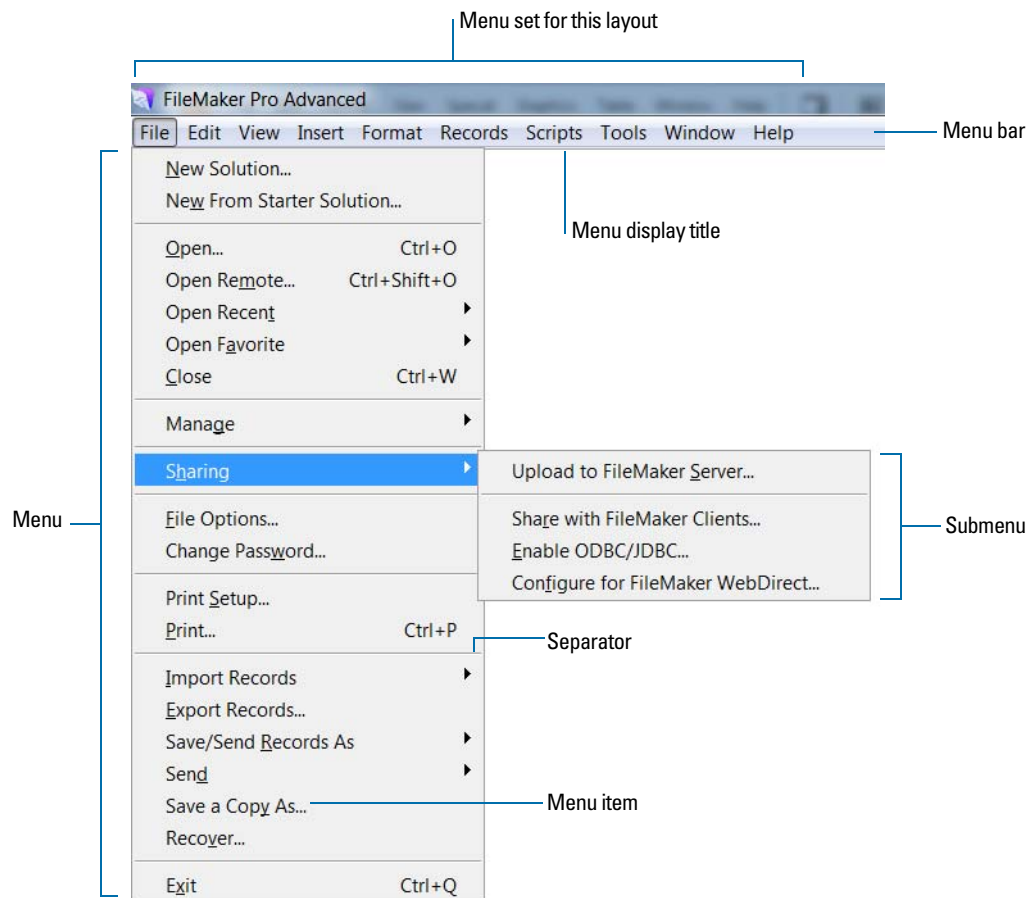 Menu set for this layout
FileMaker Pro Advanced
File Edit View Insert Format Records Scripts Tools Window Help
Menu bar
Menu display title
New Solution...
New From Starter Solution...
Open... Ctrl+O
Open Remote... Ctrl+Shift+O
Open Recent
Open Favorite
Close Ctrl+W
Manage
Sharing
Upload to FileMaker Server...
Share with FileMaker Clients...
Enable ODBC/JDBC...
Configure for FileMaker WebDirect...
Submenu
Menu
File Options...
Change Password...
Print Setup...
Print... Ctrl+P
Separator
Import Records
Export Records...
Save/Send Records As
Send
Save a Copy As...
Menu item
Recover...
Exit Ctrl+Q